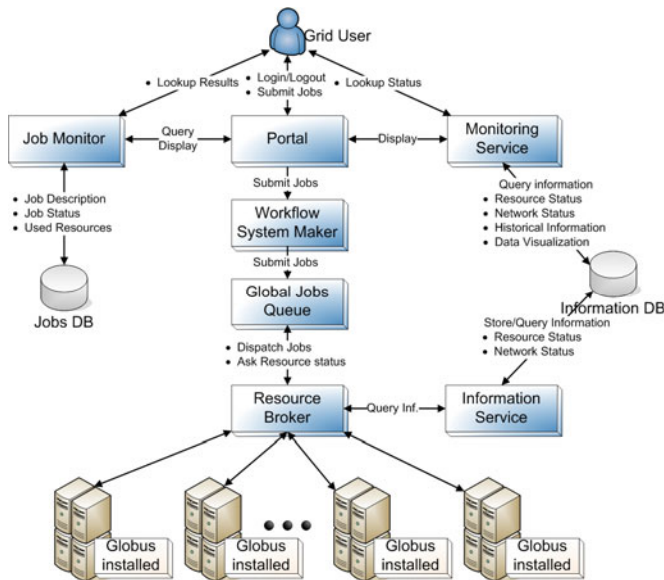 Grid User
• Lookup Results
• Login/Logout
• Submit Jobs
• Lookup Status
Job Monitor
Query
Display
Portal
Display
Monitoring
Service
Submit Jobs
• Job Description
• Job Status
• Used Resources
Workflow
System Maker
Query information
• Resource Status
• Network Status
• Historical Information
• Data Visualization
Submit Jobs
Jobs DB
Global Jobs
Queue
Information DB
• Dispatch Jobs
• Ask Resource status
Store/Query Information
• Resource Status
• Network Status
Resource
Broker
Query Inf.
Information
Service
Globus
installed
Globus
installed
Globus
installed
Globus
installed